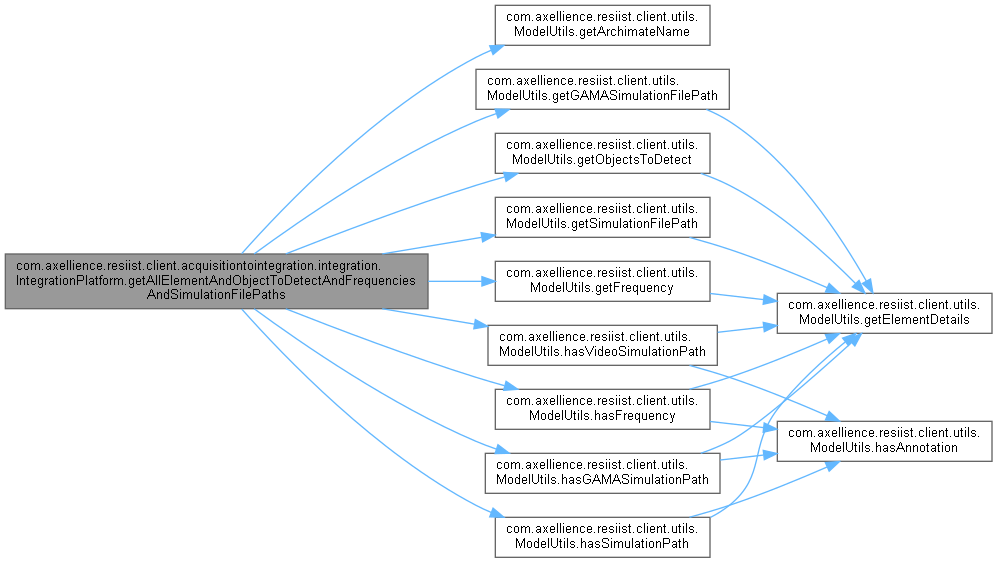 com.axellience.resiist.client.acquisitiontointegration.integration.
IntegrationPlatform.getAllElementAndObjectToDetectAndFrequencies
AndSimulationFilePaths
com.axellience.resiist.client.utils.
ModelUtils.getArchimateName
com.axellience.resiist.client.utils.
ModelUtils.getGAMASimulationFilePath
com.axellience.resiist.client.utils.
ModelUtils.getObjectsToDetect
com.axellience.resiist.client.utils.
ModelUtils.getSimulationFilePath
com.axellience.resiist.client.utils.
ModelUtils.getFrequency
com.axellience.resiist.client.utils.
ModelUtils.hasVideoSimulationPath
com.axellience.resiist.client.utils.
ModelUtils.hasFrequency
com.axellience.resiist.client.utils.
ModelUtils.hasGAMASimulationPath
com.axellience.resiist.client.utils.
ModelUtils.hasSimulationPath
com.axellience.resiist.client.utils.
ModelUtils.getElementDetails
com.axellience.resiist.client.utils.
ModelUtils.hasAnnotation